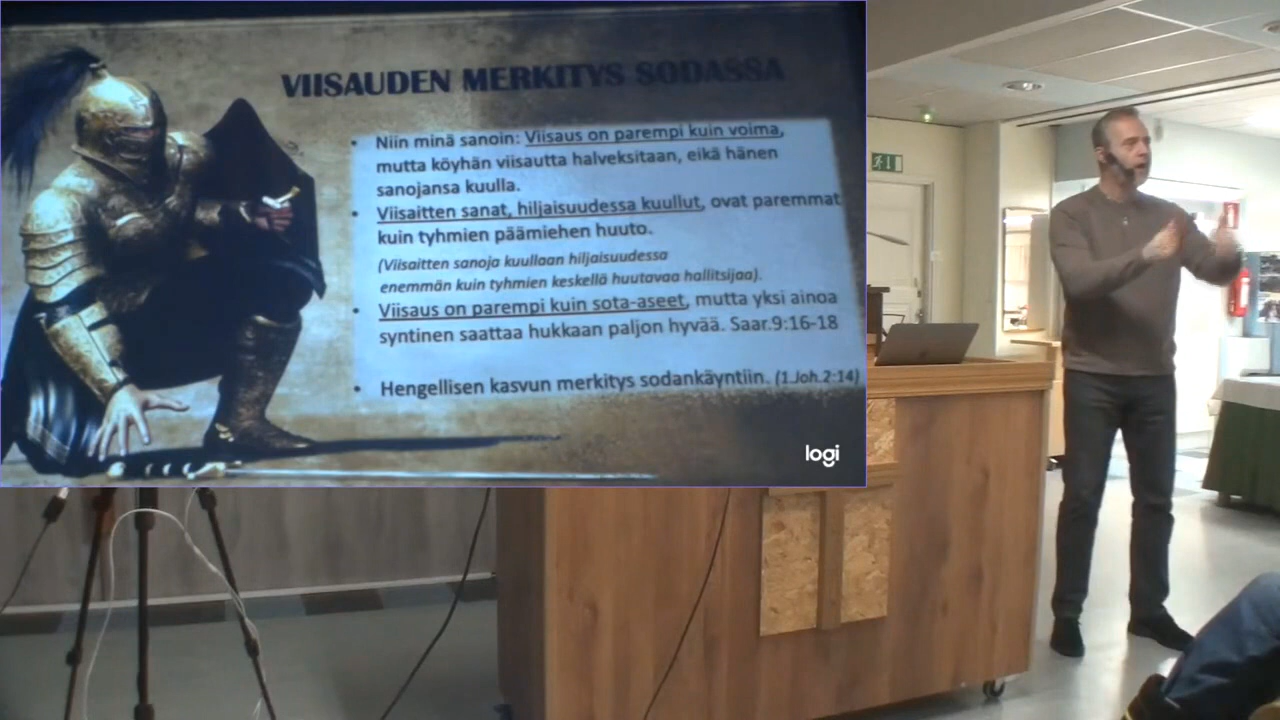 VIISAUDEN MERKITYS SODASSA
• Niin minä sanoin: Viisaus on parempi kuin voima,
mutta köyhän viisautta halveksitaan, eikä hänen
sanojansa kuulla.
• Viisaitten sanat, hiljaisuudessa kuullut, ovat paremmat
kuin tyhmien päämiehen huuto.
(Viisaitten sanoja kuullaan hiljaisuudessa
enemmän kuin tyhmien keskellä huutavaa hallitsijaa).
• Viisaus on parempi kuin sota-aseet, mutta yksi ainoa
syntinen saattaa hukkaan paljon hyvää. Saar.9:16-18
• Hengellisen kasvun merkitys sodankäyntiin. (1.Joh.2:14)
logi